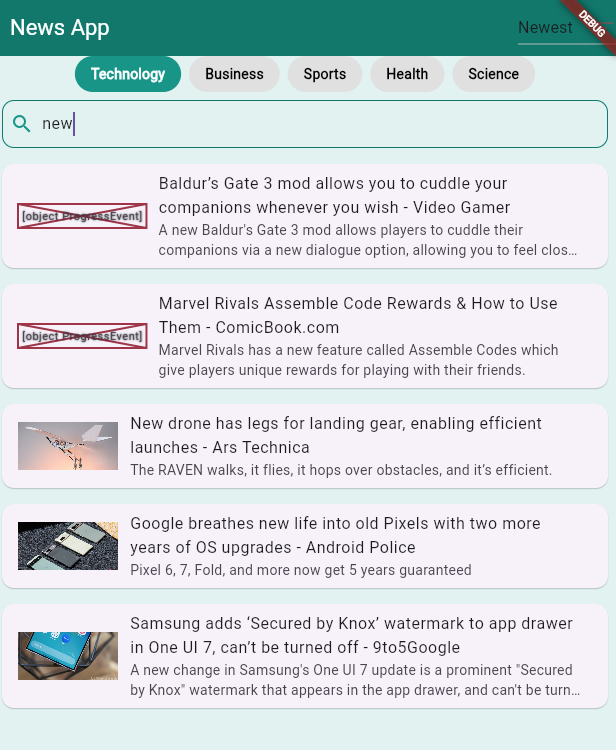 News App
Newest
DEBUG
Technology
Business
Sports
Health
Science
new
[object ProgressEvent]
Baldur’s Gate 3 mod allows you to cuddle your
companions whenever you wish - Video Gamer
A new Baldur's Gate 3 mod allows players to cuddle their
companions via a new dialogue option, allowing you to feel clos…
[object ProgressEvent]
Marvel Rivals Assemble Code Rewards & How to Use
Them - ComicBook.com
Marvel Rivals has a new feature called Assemble Codes which
give players unique rewards for playing with their friends.
New drone has legs for landing gear, enabling efficient
launches - Ars Technica
The RAVEN walks, it flies, it hops over obstacles, and it’s efficient.
Google breathes new life into old Pixels with two more
years of OS upgrades - Android Police
Pixel 6, 7, Fold, and more now get 5 years guaranteed
Samsung adds ‘Secured by Knox’ watermark to app drawer
in One UI 7, can’t be turned off - 9to5Google
A new change in Samsung's One UI 7 update is a prominent "Secured
by Knox" watermark that appears in the app drawer, and can't be turn…